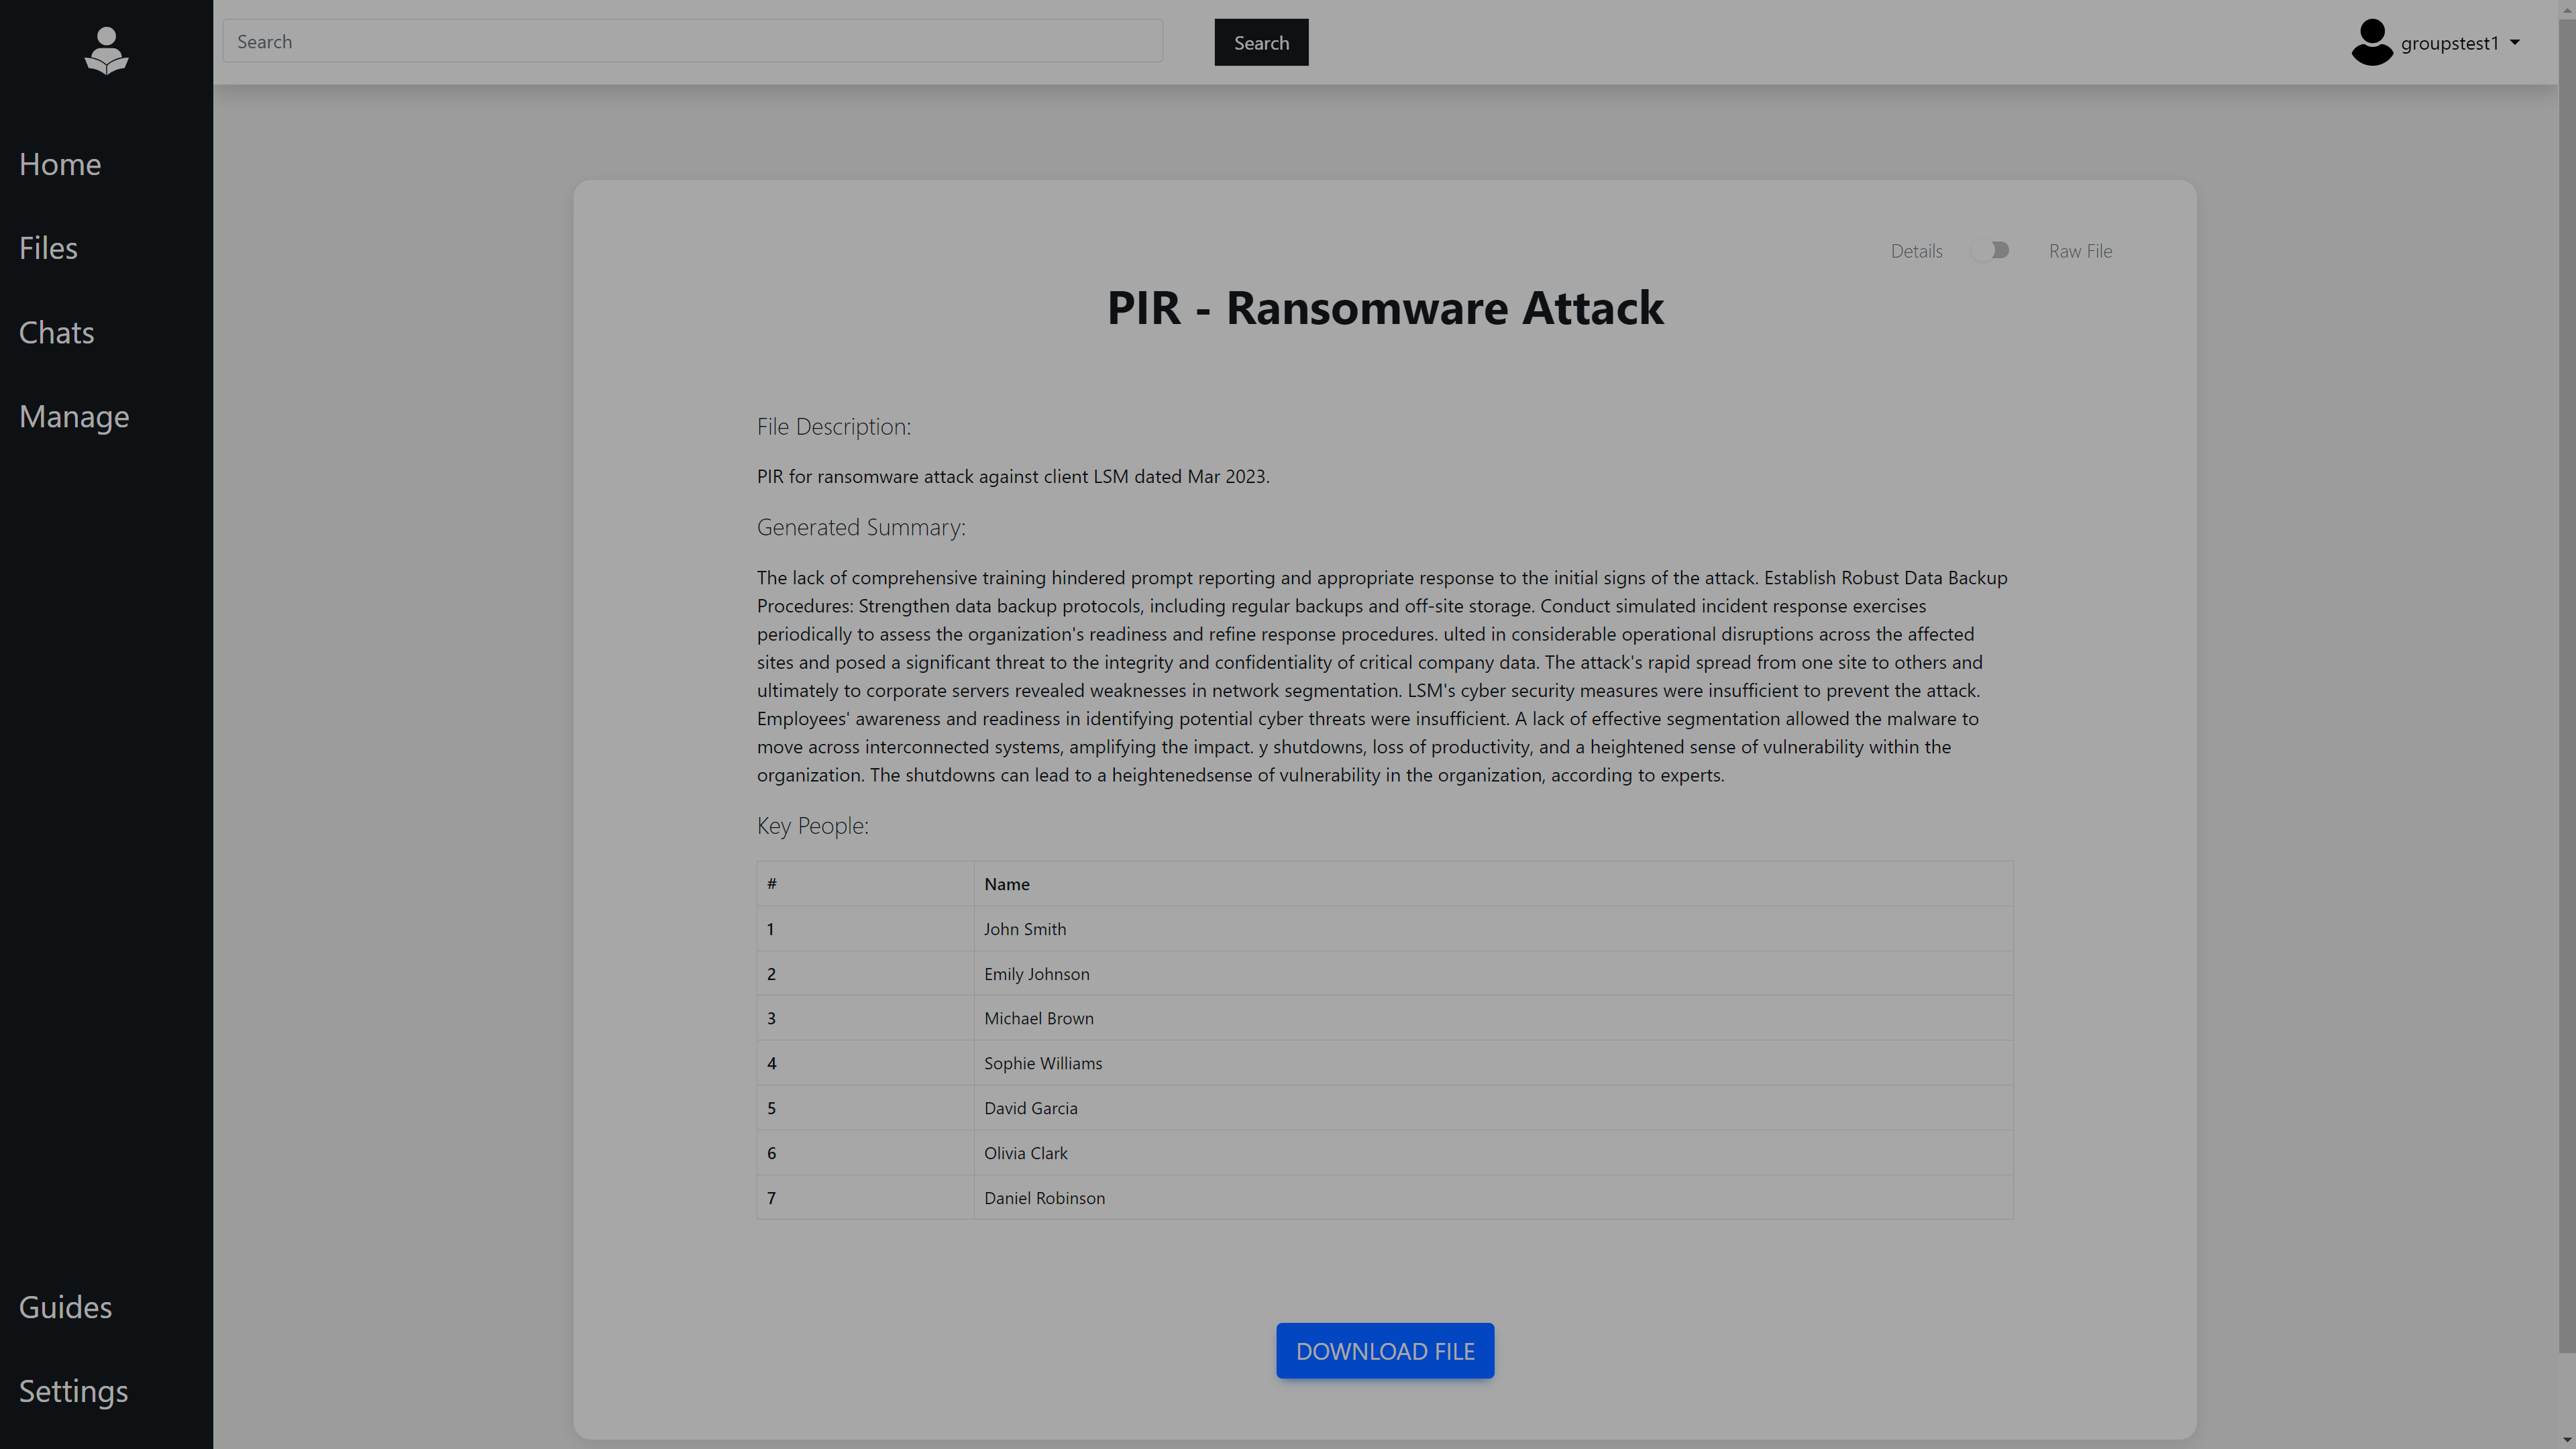 Search
Search
groupstest1
Home
Files
Chats
Manage
Guides
Settings
Details
Raw File
PIR - Ransomware Attack
File Description:
PIR for ransomware attack against client LSM dated Mar 2023.
Generated Summary:
The lack of comprehensive training hindered prompt reporting and appropriate response to the initial signs of the attack. Establish Robust Data Backup
Procedures: Strengthen data backup protocols, including regular backups and off-site storage. Conduct simulated incident response exercises
periodically to assess the organization's readiness and refine response procedures. ulted in considerable operational disruptions across the affected
sites and posed a significant threat to the integrity and confidentiality of critical company data. The attack's rapid spread from one site to others and
ultimately to corporate servers revealed weaknesses in network segmentation. LSM's cyber security measures were insufficient to prevent the attack.
Employees' awareness and readiness in identifying potential cyber threats were insufficient. A lack of effective segmentation allowed the malware to
move across interconnected systems, amplifying the impact. y shutdowns, loss of productivity, and a heightened sense of vulnerability within the
organization. The shutdowns can lead to a heightenedsense of vulnerability in the organization, according to experts.
Key People:
# Name
1 John Smith
2 Emily Johnson
3 Michael Brown
4 Sophie Williams
5 David Garcia
6 Olivia Clark
7 Daniel Robinson
DOWNLOAD FILE